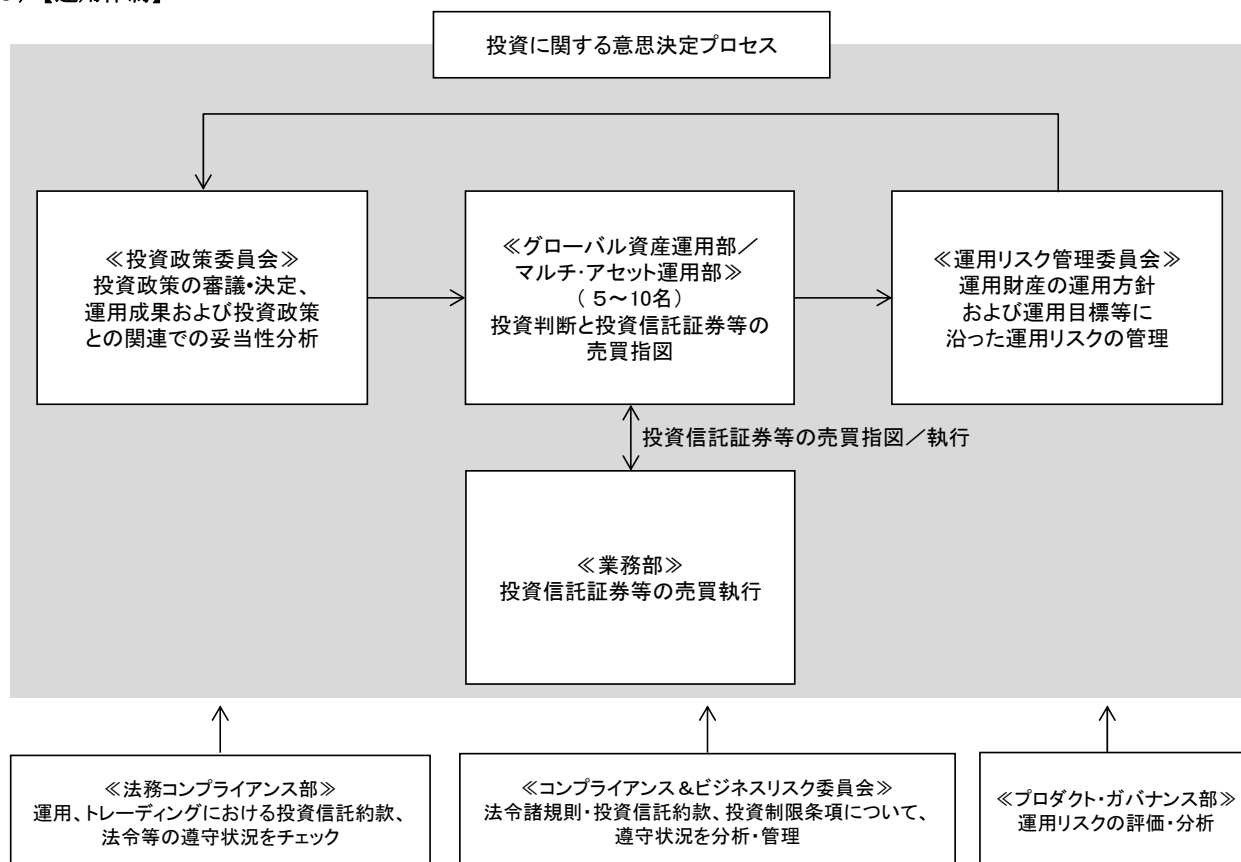 【運用体制】
投資に関する意思決定プロセス
≪投資政策委員会≫
投資政策の審議・決定、
運用成果および投資政策
との関連での妥当性分析
≪グローバル資産運用部／
マルチ・アセット運用部≫
（ 5～10名）
投資判断と投資信託証券等の
売買指図
≪運用リスク管理委員会≫
運用財産の運用方針
および運用目標等に
沿った運用リスクの管理
投資信託証券等の売買指図／執行
≪業務部≫
投資信託証券等の売買執行
≪法務コンプライアンス部≫
運用、トレーディングにおける投資信託約款、
法令等の遵守状況をチェック
≪コンプライアンス＆ビジネスリスク委員会≫
法令諸規則・投資信託約款、投資制限条項について、
遵守状況を分析・管理
≪プロダクト・ガバナンス部≫
運用リスクの評価・分析